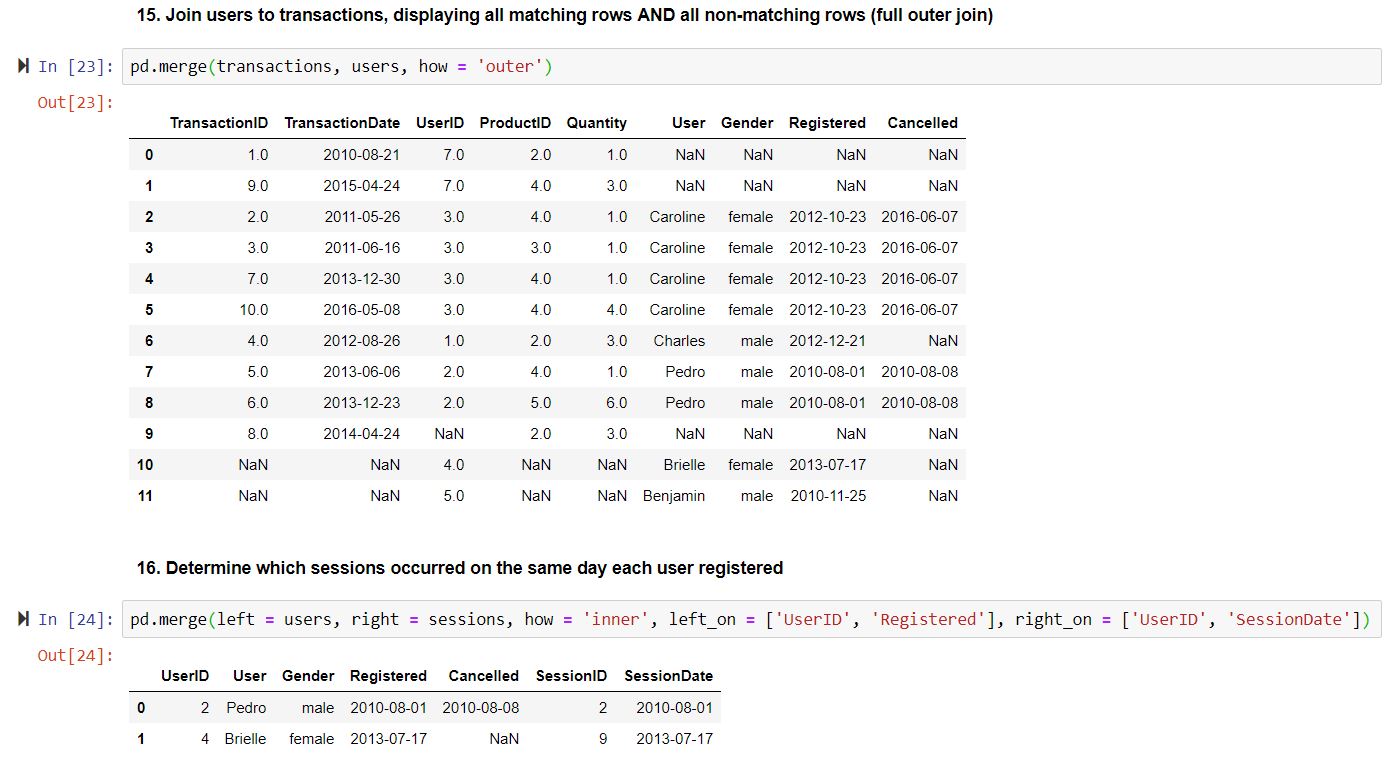 15. Join users to transactions, displaying all matching rows AND all non-matching rows (full outer join)
In [23]: pd.merge(transactions, users, how = 'outer')
Out[23]:
TransactionID TransactionDate UserID ProductID Quantity User Gender Registered Cancelled
0 1.0 2010-08-21 7.0 2.0 1.0 NaN NaN NaN NaN
1 9.0 2015-04-24 7.0 4.0 3.0 NaN NaN NaN NaN
2 2.0 2011-05-26 3.0 4.0 1.0 Caroline female 2012-10-23 2016-06-07
3 3.0 2011-06-16 3.0 3.0 1.0 Caroline female 2012-10-23 2016-06-07
4 7.0 2013-12-30 3.0 4.0 1.0 Caroline female 2012-10-23 2016-06-07
5 10.0 2016-05-08 3.0 4.0 4.0 Caroline female 2012-10-23 2016-06-07
6 4.0 2012-08-26 1.0 2.0 3.0 Charles male 2012-12-21 NaN
7 5.0 2013-06-06 2.0 4.0 1.0 Pedro male 2010-08-01 2010-08-08
8 6.0 2013-12-23 2.0 5.0 6.0 Pedro male 2010-08-01 2010-08-08
9 8.0 2014-04-24 NaN 2.0 3.0 NaN NaN NaN NaN
10 NaN NaN 4.0 NaN NaN Brielle female 2013-07-17 NaN
11 NaN NaN 5.0 NaN NaN Benjamin male 2010-11-25 NaN
16. Determine which sessions occurred on the same day each user registered
In [24]: pd.merge(left = users, right = sessions, how = 'inner', left_on = ['UserID', 'Registered'], right_on = ['UserID', 'SessionDate'])
Out[24]:
UserID User Gender Registered Cancelled SessionID SessionDate
0 2 Pedro male 2010-08-01 2010-08-08 2 2010-08-01
1 4 Brielle female 2013-07-17 NaN 9 2013-07-17